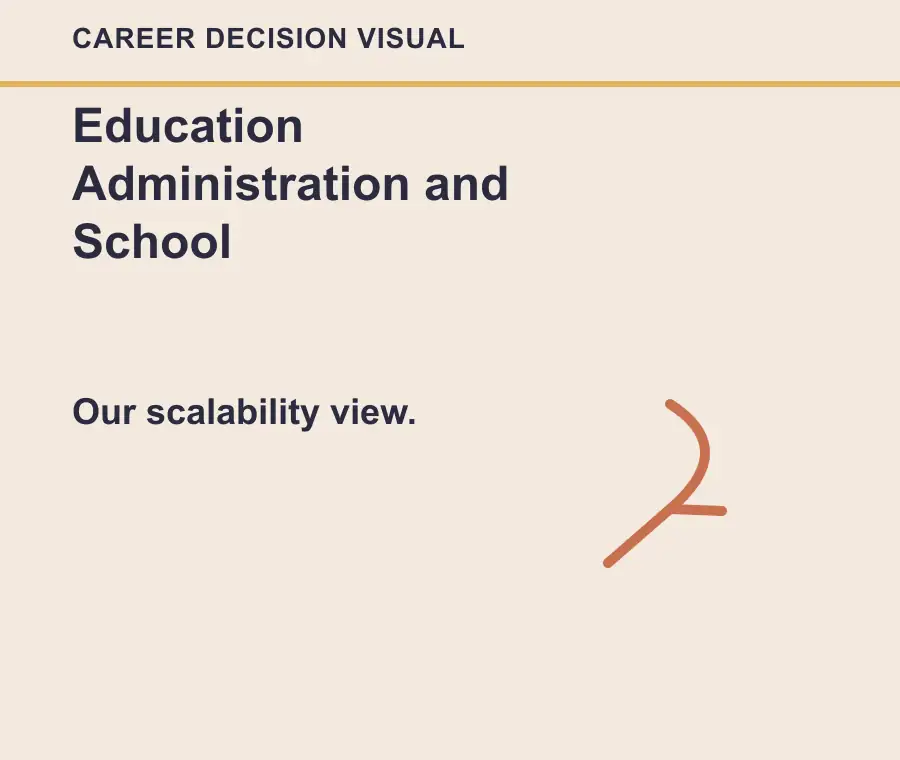 CAREER DECISION VISUAL
Education
Administration and
School
Our scalability view.